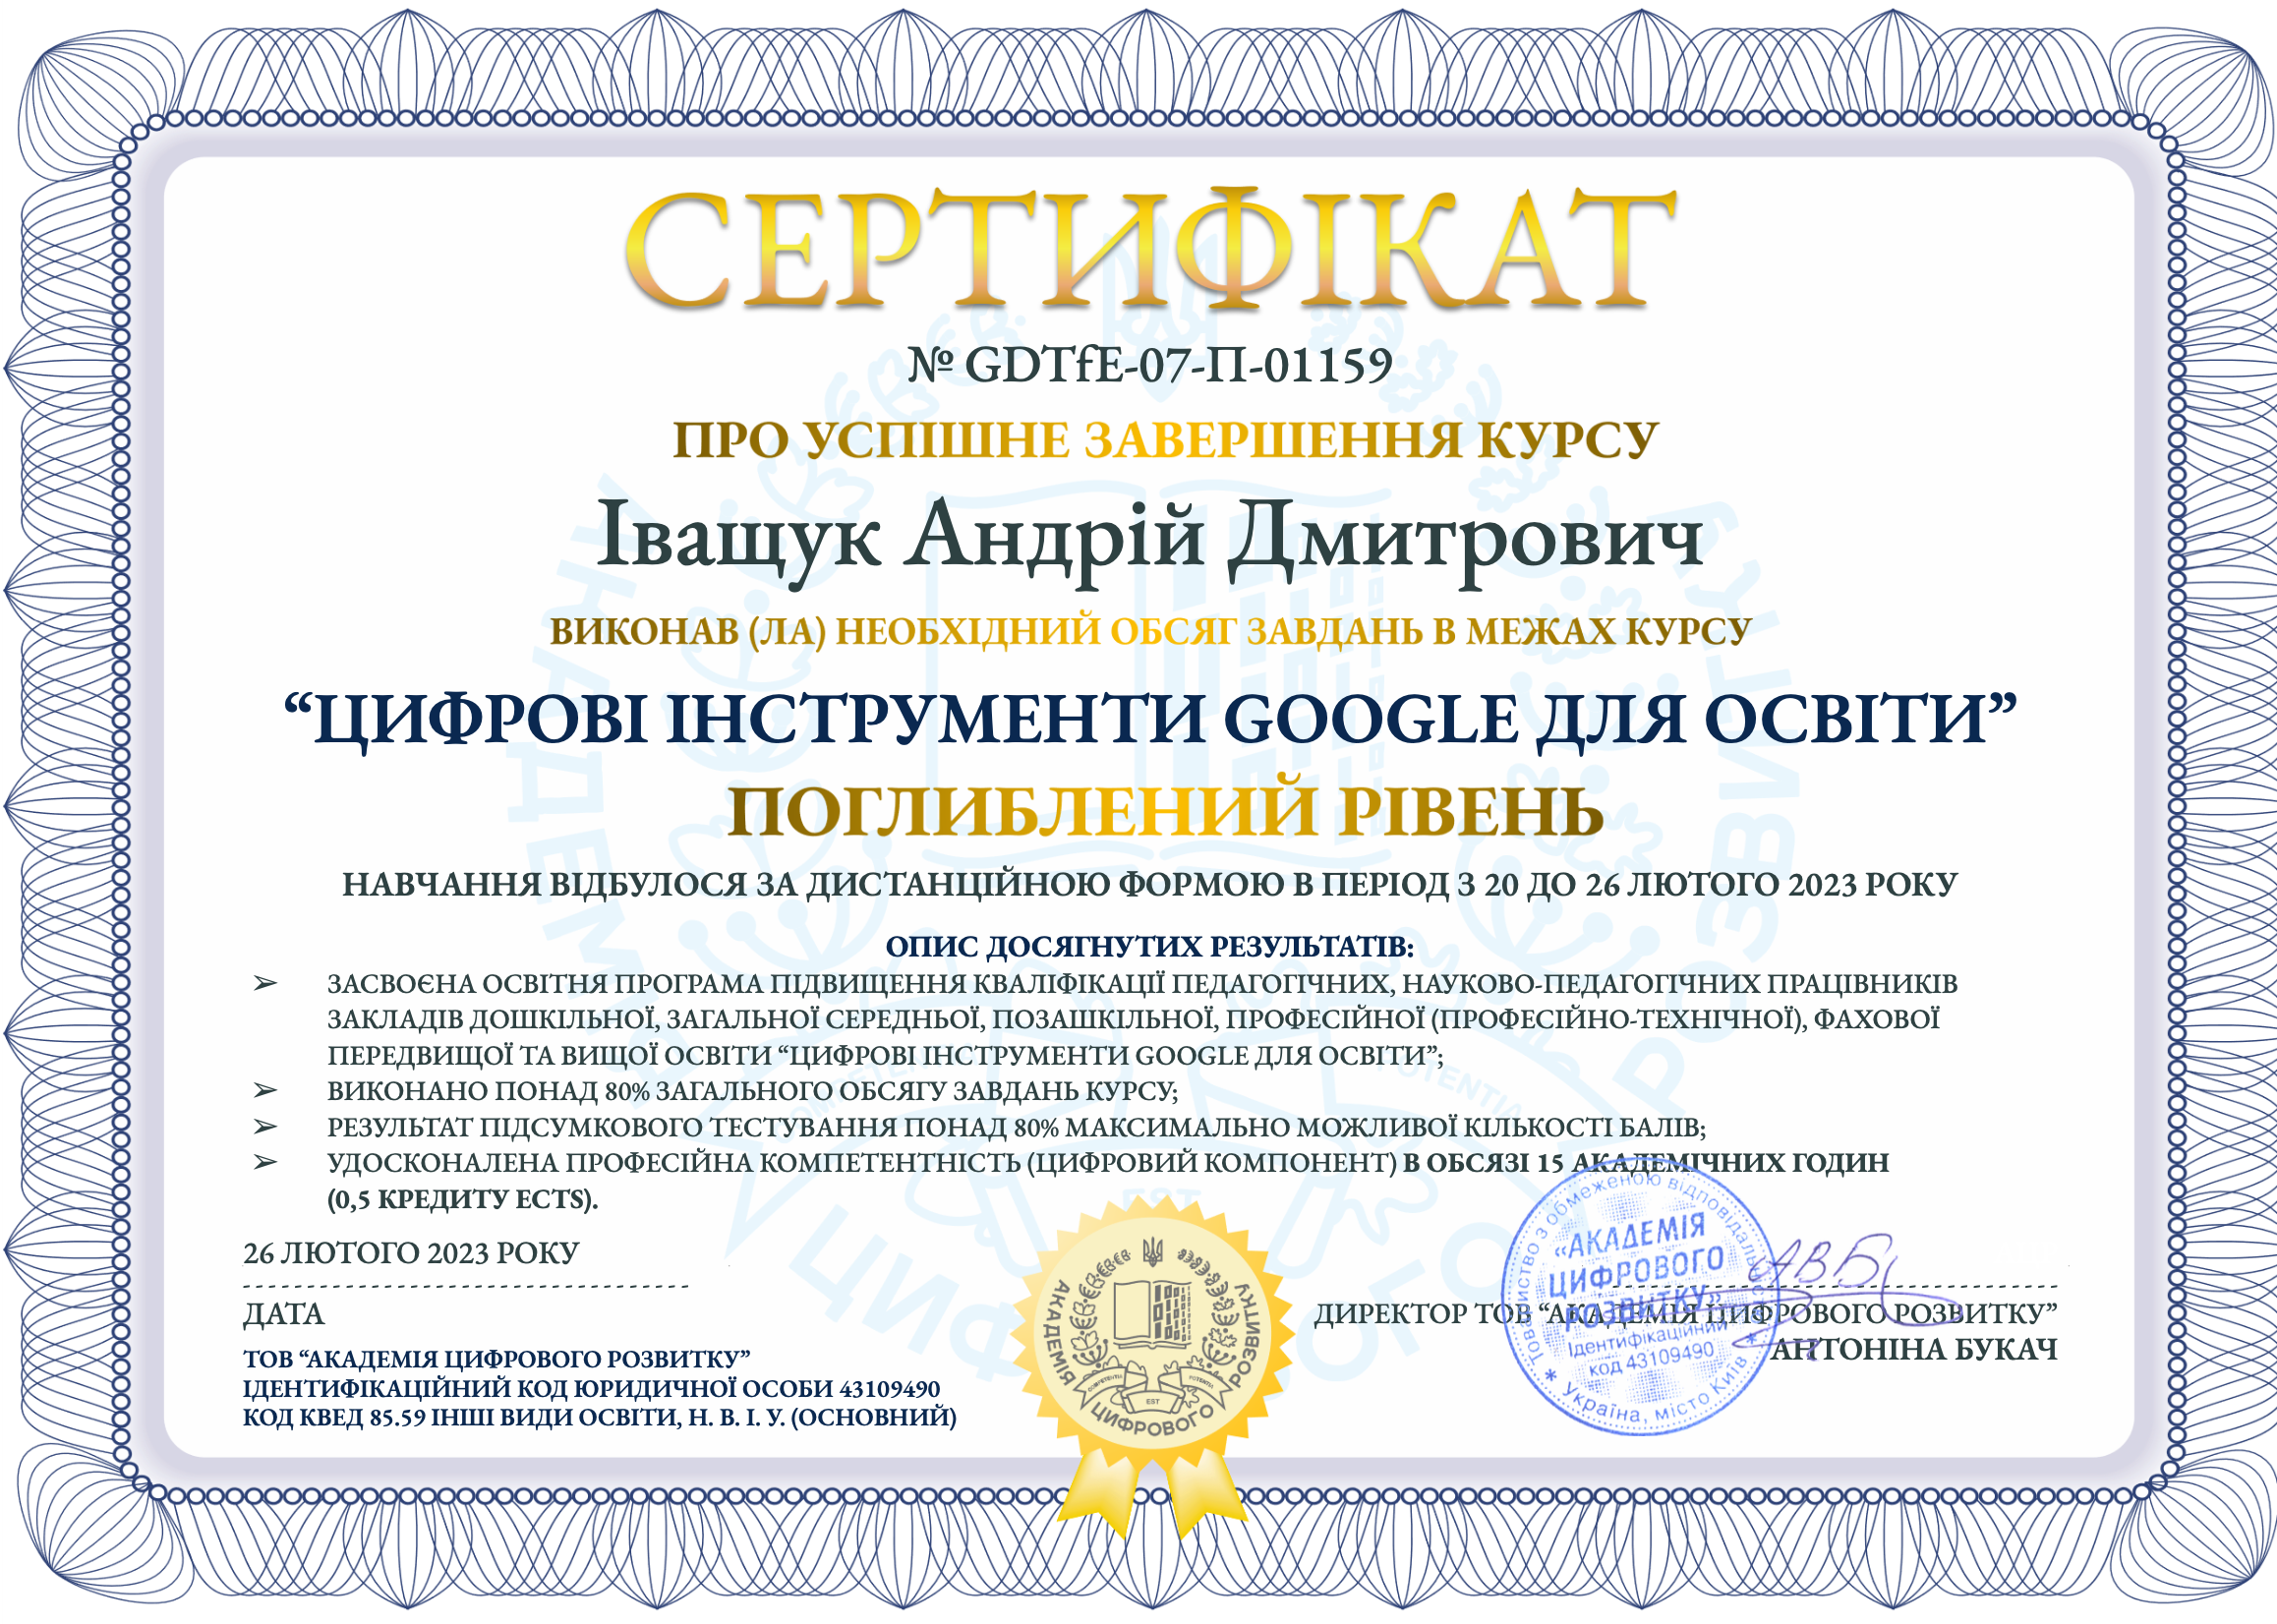 СЕРТИФІКАТ
№ GDTfE-07-П-01159
ПРО УСПІШНЕ ЗАВЕРШЕННЯ КУРСУ
Іващук Андрій Дмитрович
ВИКОНАВ (ЛА) НЕОБХІДНИЙ ОБСЯГ ЗАВДАНЬ В МЕЖАХ КУРСУ
“ЦИФРОВІ ІНСТРУМЕНТИ GOOGLE ДЛЯ ОСВІТИ”
ПОГЛИБЛЕНИЙ РІВЕНЬ
НАВЧАННЯ ВІДБУЛОСЯ ЗА ДИСТАНЦІЙНОЮ ФОРМОЮ В ПЕРІОД З 20 ДО 26 ЛЮТОГО 2023 РОКУ
ОПИС ДОСЯГНУТИХ РЕЗУЛЬТАТІВ:
➢ ЗАСВОЄНА ОСВІТНЯ ПРОГРАМА ПІДВИЩЕННЯ КВАЛІФІКАЦІЇ ПЕДАГОГІЧНИХ, НАУКОВО-ПЕДАГОГІЧНИХ ПРАЦІВНИКІВ
ЗАКЛАДІВ ДОШКІЛЬНОЇ, ЗАГАЛЬНОЇ СЕРЕДНЬОЇ, ПОЗАШКІЛЬНОЇ, ПРОФЕСІЙНОЇ (ПРОФЕСІЙНО-ТЕХНІЧНОЇ), ФАХОВОЇ
ПЕРЕДВИЩОЇ ТА ВИЩОЇ ОСВІТИ “ЦИФРОВІ ІНСТРУМЕНТИ GOOGLE ДЛЯ ОСВІТИ”;
➢ ВИКОНАНО ПОНАД 80% ЗАГАЛЬНОГО ОБСЯГУ ЗАВДАНЬ КУРСУ;
➢ РЕЗУЛЬТАТ ПІДСУМКОВОГО ТЕСТУВАННЯ ПОНАД 80% МАКСИМАЛЬНО МОЖЛИВОЇ КІЛЬКОСТІ БАЛІВ;
➢ УДОСКОНАЛЕНА ПРОФЕСІЙНА КОМПЕТЕНТНІСТЬ (ЦИФРОВИЙ КОМПОНЕНТ) В ОБСЯЗІ 15 АКАДЕМІЧНИХ ГОДИН
(0,5 КРЕДИТУ ECTS).
26 ЛЮТОГО 2023 РОКУ
ДАТА
ТОВ “АКАДЕМІЯ ЦИФРОВОГО РОЗВИТКУ”
ІДЕНТИФІКАЦІЙНИЙ КОД ЮРИДИЧНОЇ ОСОБИ 43109490
КОД КВЕД 85.59 ІНШІ ВИДИ ОСВІТИ, Н. В. І. У. (ОСНОВНИЙ)
АКАДЕМІЯ ЦИФРОВОГО РОЗВИТКУ
COMPETENTIA
EST
POTENTIA
ДИРЕКТОР ТОВ “АКАДЕМІЯ ЦИФРОВОГО РОЗВИТКУ”
АНТОНІНА БУКАЧ
Товариство з обмеженою відповідальністю
«АКАДЕМІЯ
ЦИФРОВОГО
РОЗВИТКУ»
Ідентифікаційний
код 43109490
* Україна, місто Київ *